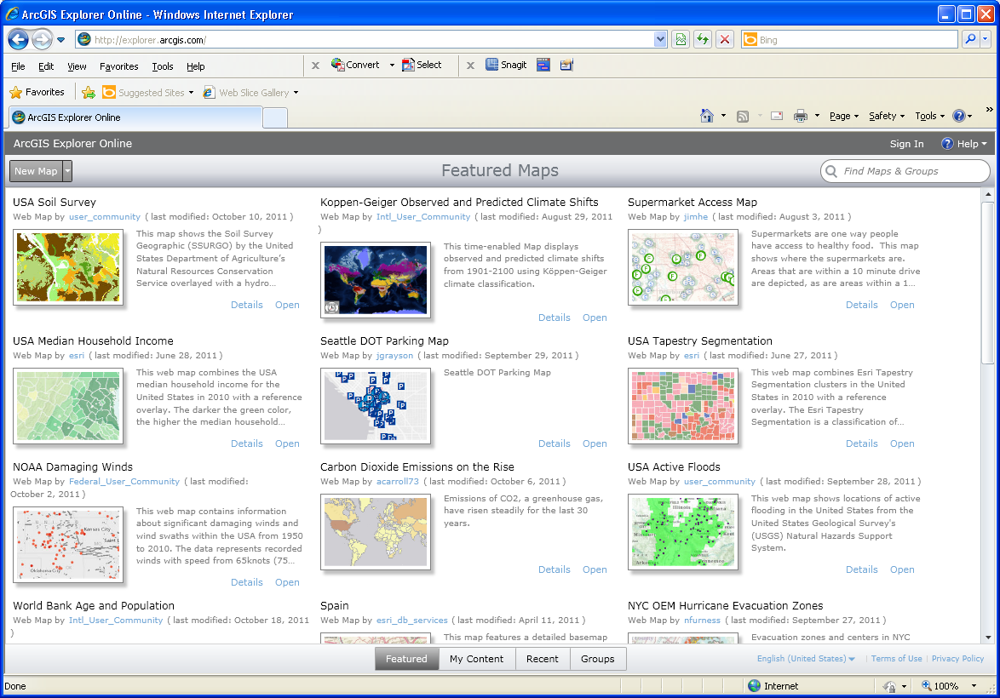 ArcGIS Explorer Online - Windows Internet Explorer
http://explorer.arcgis.com/
Bing
File Edit View Favorites Tools Help
Convert Select
Snagit
Favorites
Suggested Sites
Web Slice Gallery
ArcGIS Explorer Online
Page Safety Tools
ArcGIS Explorer Online
Sign In
Help
New Map
Featured Maps
Find Maps & Groups
USA Soil Survey
Web Map by user_community ( last modified: October 10, 2011 )
This map shows the Soil Survey
Geographic (SSURGO) by the United
States Department of Agriculture's
Natural Resources Conservation
Service overlayed with a hydro...
Details Open
Koppen-Geiger Observed and Predicted Climate Shifts
Web Map by Intl_User_Community ( last modified: August 29, 2011
)
This time-enabled Map displays
observed and predicted climate shifts
from 1901-2100 using Köppen-Geiger
climate classification.
Details Open
Supermarket Access Map
Web Map by jimhe ( last modified: August 3, 2011 )
Supermarkets are one way people
have access to healthy food.  This map
shows where the supermarkets are.
Areas that are within a 10 minute drive
are depicted, as are areas within a 1...
Details Open
USA Median Household Income
Web Map by esri ( last modified: June 28, 2011 )
This web map combines the USA
median household income for the
United States in 2010 with a reference
overlay. The darker the green color,
the higher the median household...
Details Open
Seattle DOT Parking Map
Web Map by jgrayson ( last modified: September 29, 2011 )
Seattle DOT Parking Map
Details Open
USA Tapestry Segmentation
Web Map by esri ( last modified: June 27, 2011 )
This web map combines Esri Tapestry
Segmentation clusters in the United
States in 2010 with a reference
overlay. The Esri Tapestry
Segmentation is a classification of...
Details Open
NOAA Damaging Winds
Web Map by Federal_User_Community ( last modified:
October 2, 2011 )
Kansas City
Saint L
Oklahoma City
This web map contains information
about significant damaging winds and
wind swaths within the USA from 1950
to 2010. The data represents recorded
winds with speed from 65knots (75...
Details Open
Carbon Dioxide Emissions on the Rise
Web Map by acarroll73 ( last modified: October 6, 2011 )
Emissions of CO2, a greenhouse gas,
have risen steadily for the last 30
years.
Details Open
USA Active Floods
Web Map by user_community ( last modified: September 28, 2011 )
Illinois
Missouri
Tennessee
This web map shows locations of active
flooding in the United States from the
United States Geological Survey's
(USGS) Natural Hazards Support
System.
Details Open
World Bank Age and Population
Web Map by Intl_User_Community ( last modified: October 18, 2011
)
Spain
Web Map by esri_db_services ( last modified: April 11, 2011 )
This map features a detailed basemap
NYC OEM Hurricane Evacuation Zones
Web Map by nfurness ( last modified: September 27, 2011 )
Evacuation zones and centers in NYC
Featured My Content Recent Groups
English (United States) Terms of Use Privacy Policy
Done
Internet
100%